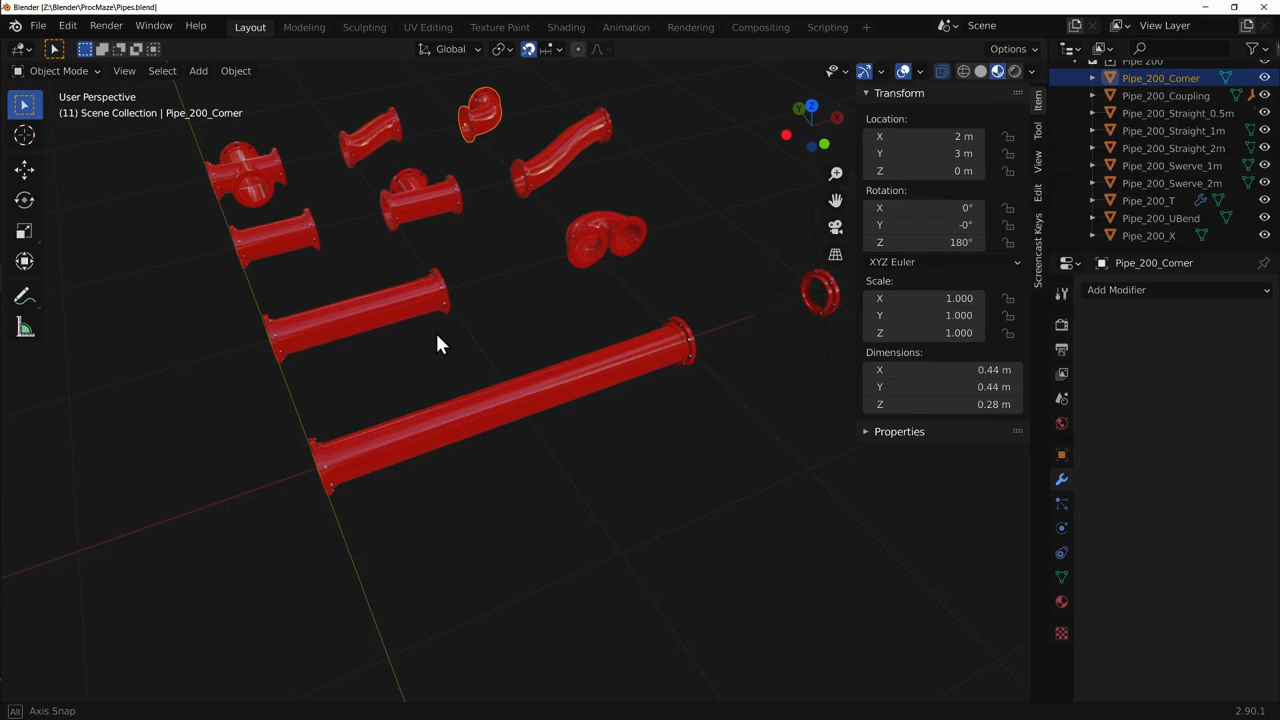 Blender [Z:\Blender\ProcMaze\Pipes.blend]
File Edit Render Window Help
Layout Modeling Sculpting UV Editing Texture Paint Shading Animation Rendering Compositing Scripting +
Scene
View Layer
Global
Options
Object Mode View Select Add Object
User Perspective
(11) Scene Collection | Pipe_200_Corner
Z
Y
X
Transform
Location:
X 2 m
Y 3 m
Z 0 m
Rotation:
X 0°
Y -0°
Z 180°
XYZ Euler
Scale:
X 1.000
Y 1.000
Z 1.000
Dimensions:
X 0.44 m
Y 0.44 m
Z 0.28 m
Properties
Item
Tool
View
Edit
Screencast Keys
Pipe 200
Pipe_200_Corner
Pipe_200_Coupling
Pipe_200_Straight_0.5m
Pipe_200_Straight_1m
Pipe_200_Straight_2m
Pipe_200_Swerve_1m
Pipe_200_Swerve_2m
Pipe_200_T
Pipe_200_UBend
Pipe_200_X
Pipe_200_Corner
Add Modifier
Alt Axis Snap
2.90.1